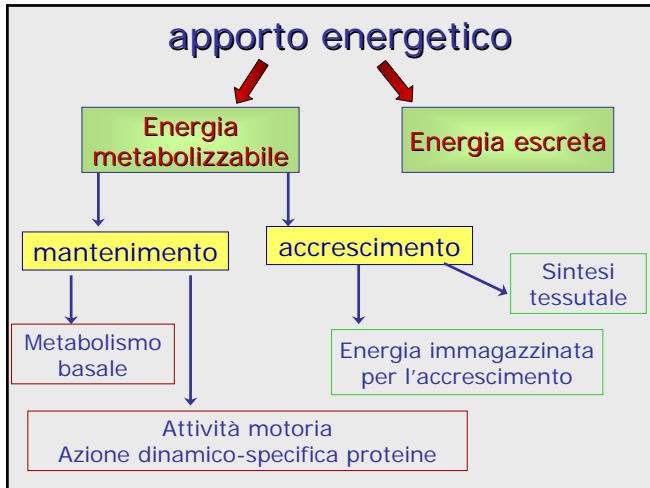 apporto energetico
Energia
metabolizzabile
Energia escreta
mantenimento
accrescimento
Sintesi
tessutale
Metabolismo
basale
Energia immagazzinata
per l'accrescimento
Attività motoria
Azione dinamico-specifica proteine